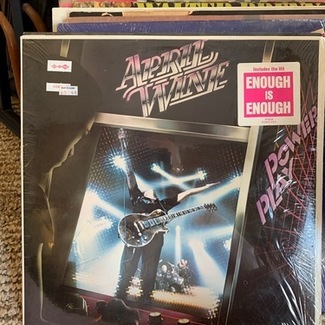 APRIL
WINE
Includes the Hit
ENOUGH
IS
ENOUGH
POWER
PLAY